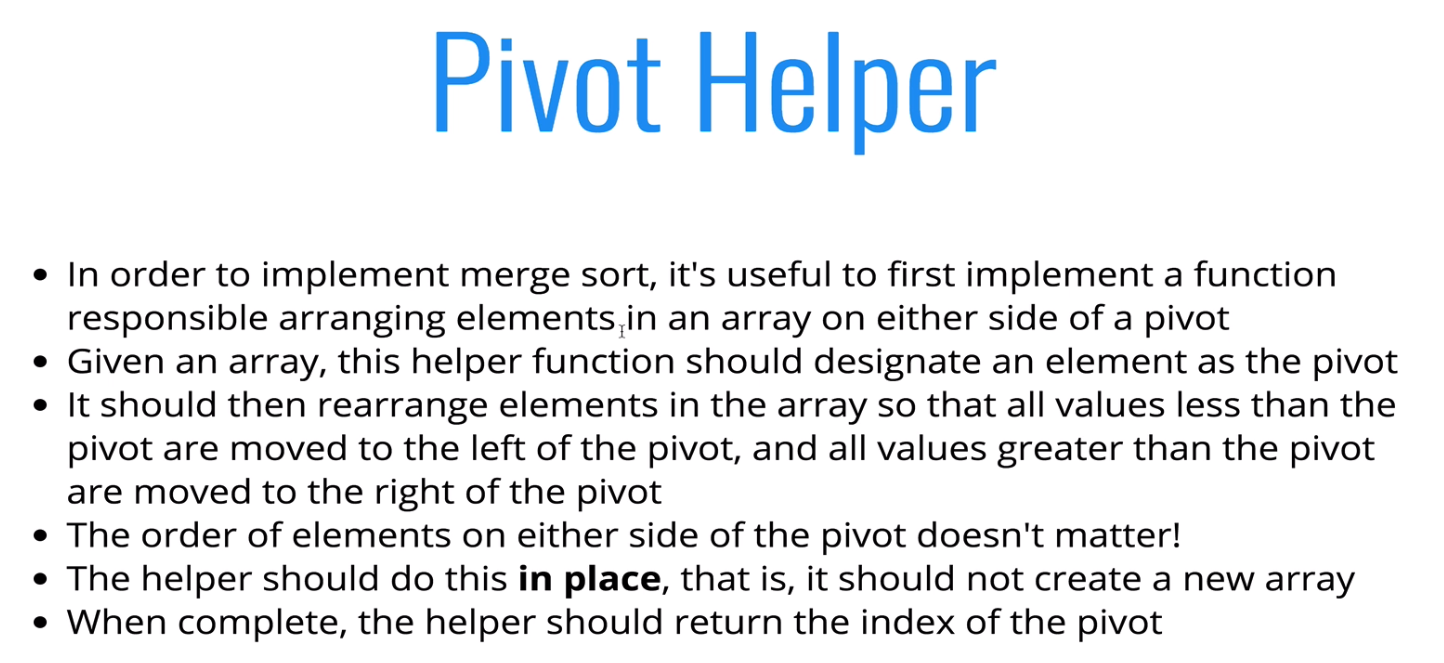 Pivot Helper
• In order to implement merge sort, it's useful to first implement a function
responsible arranging elements in an array on either side of a pivot
• Given an array, this helper function should designate an element as the pivot
• It should then rearrange elements in the array so that all values less than the
pivot are moved to the left of the pivot, and all values greater than the pivot
are moved to the right of the pivot
• The order of elements on either side of the pivot doesn't matter!
• The helper should do this in place, that is, it should not create a new array
• When complete, the helper should return the index of the pivot